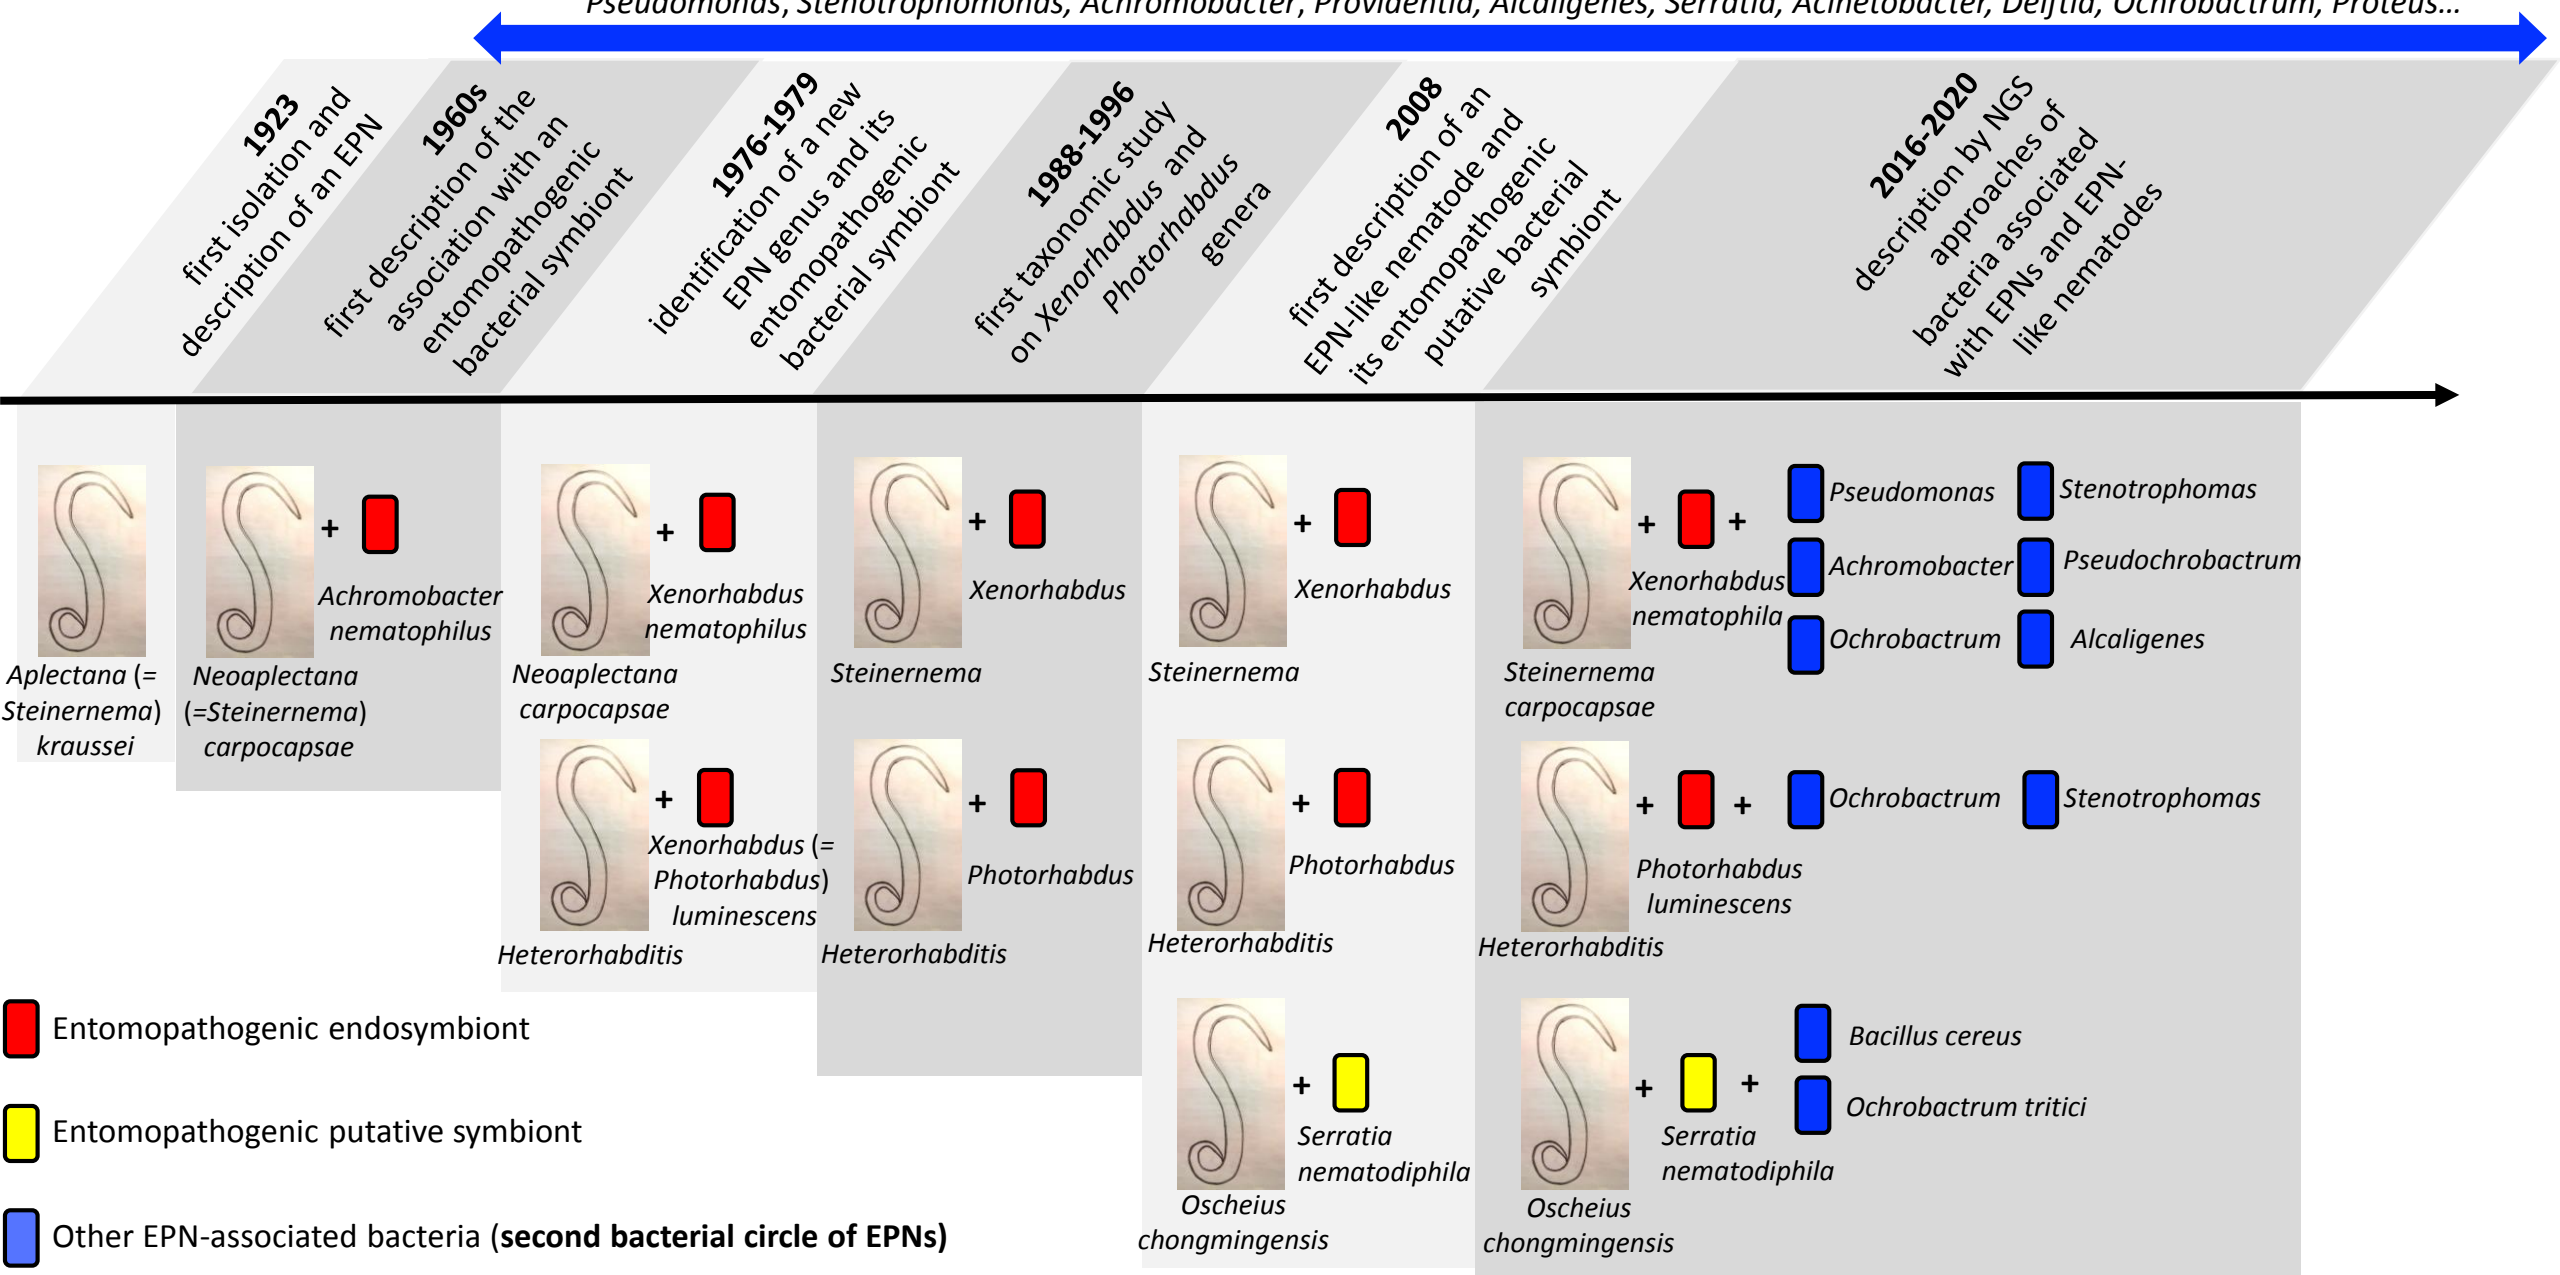 Pseudomonas, Stenotrophomonas, Achromobacter, Providentia, Alcaligenes, Serratia, Acinetobacter, Delftia, Ochrobactrum, Proteus...
1923
first isolation and
description of an EPN
1960s
first description of the
association with an
entomopathogenic
bacterial symbiont
1976-1979
identification of a new
EPN genus and its
entomopathogenic
bacterial symbiont
1988-1996
first taxonomic study
on Xenorhabdus and
Photorhabdus
genera
2008
first description of an
EPN-like nematode and
its entomopathogenic
putative bacterial
symbiont
2016-2020
description by NGS
approaches of
bacteria associated
with EPNs and EPN-
like nematodes
Aplectana (=
Steinernema)
kraussei
+
Achromobacter
nematophilus
Neoaplectana
(=Steinernema)
carpocapsae
+
Xenorhabdus
nematophilus
Neoaplectana
carpocapsae
+
Xenorhabdus (=
Photorhabdus)
luminescens
Heterorhabditis
+
Xenorhabdus
Steinernema
+
Photorhabdus
Heterorhabditis
+
Xenorhabdus
Steinernema
+
Photorhabdus
Heterorhabditis
+
Serratia
nematodiphila
Oscheius
chongmingensis
+ +
Xenorhabdus
nematophila
Steinernema
carpocapsae
Pseudomonas
Stenotrophomas
Achromobacter
Pseudochrobactrum
Ochrobactrum
Alcaligenes
+ +
Photorhabdus
luminescens
Heterorhabditis
Ochrobactrum
Stenotrophomas
+ +
Serratia
nematodiphila
Oscheius
chongmingensis
Bacillus cereus
Ochrobactrum tritici
Entomopathogenic endosymbiont
Entomopathogenic putative symbiont
Other EPN-associated bacteria (second bacterial circle of EPNs)